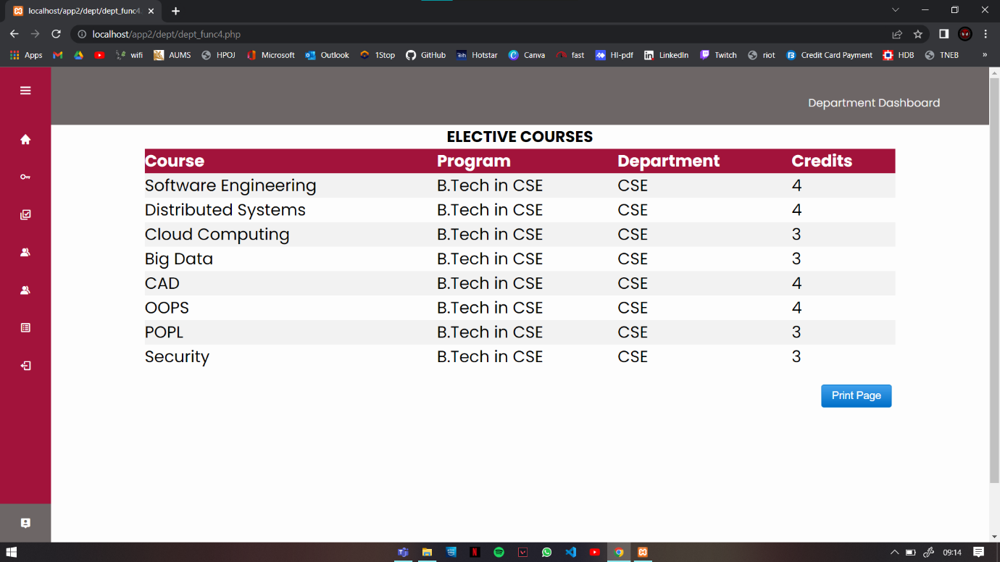 localhost/app2/dept/dept_func4.
localhost/app2/dept/dept_func4.php
Apps wifi AUMS HPOJ Microsoft Outlook 1Stop GitHub Hotstar Canva fast HI-pdf LinkedIn Twitch riot Credit Card Payment HDB TNEB »
Department Dashboard
ELECTIVE COURSES
Course Program Department Credits
Software Engineering B.Tech in CSE CSE 4
Distributed Systems B.Tech in CSE CSE 4
Cloud Computing B.Tech in CSE CSE 3
Big Data B.Tech in CSE CSE 3
CAD B.Tech in CSE CSE 4
OOPS B.Tech in CSE CSE 4
POPL B.Tech in CSE CSE 3
Security B.Tech in CSE CSE 3
Print Page
09:14